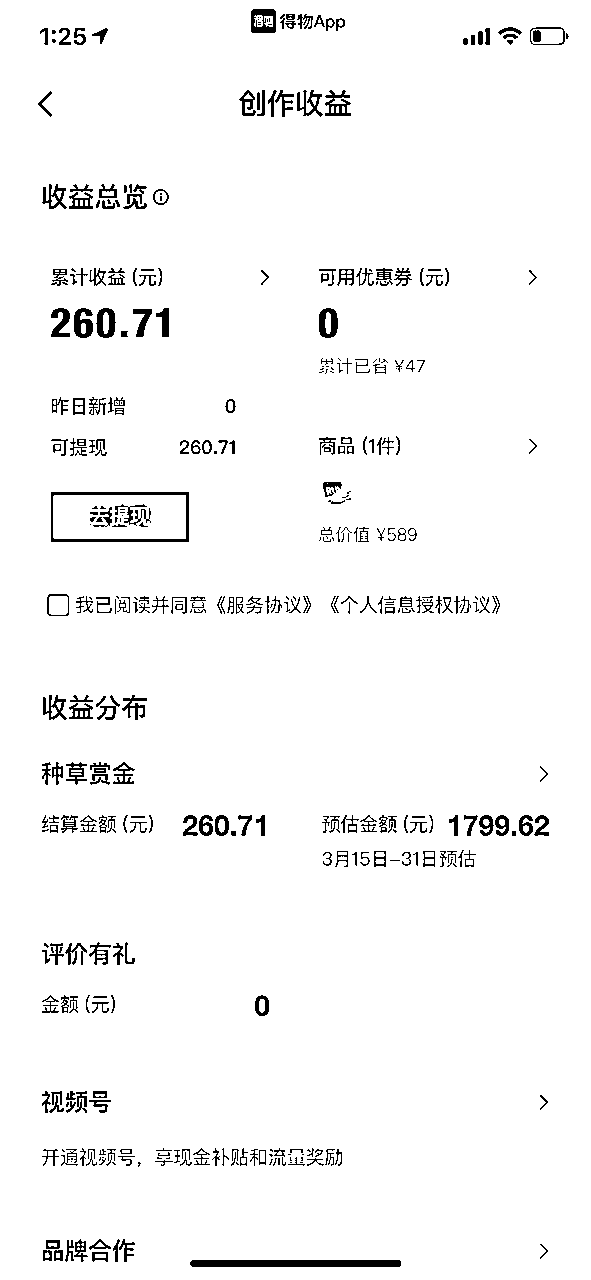 1:25
得物App
创作收益
收益总览
累计收益 (元)
260.71
可用优惠券 (元)
0
累计已省 ¥47
昨日新增 0
可提现 260.71
商品 (1件)
去提现
总价值 ¥589
我已阅读并同意《服务协议》《个人信息授权协议》
收益分布
种草赏金
结算金额 (元) 260.71
预估金额 (元) 1799.62
3月15日-31日预估
评价有礼
金额 (元) 0
视频号
开通视频号，享现金补贴和流量奖励
品牌合作